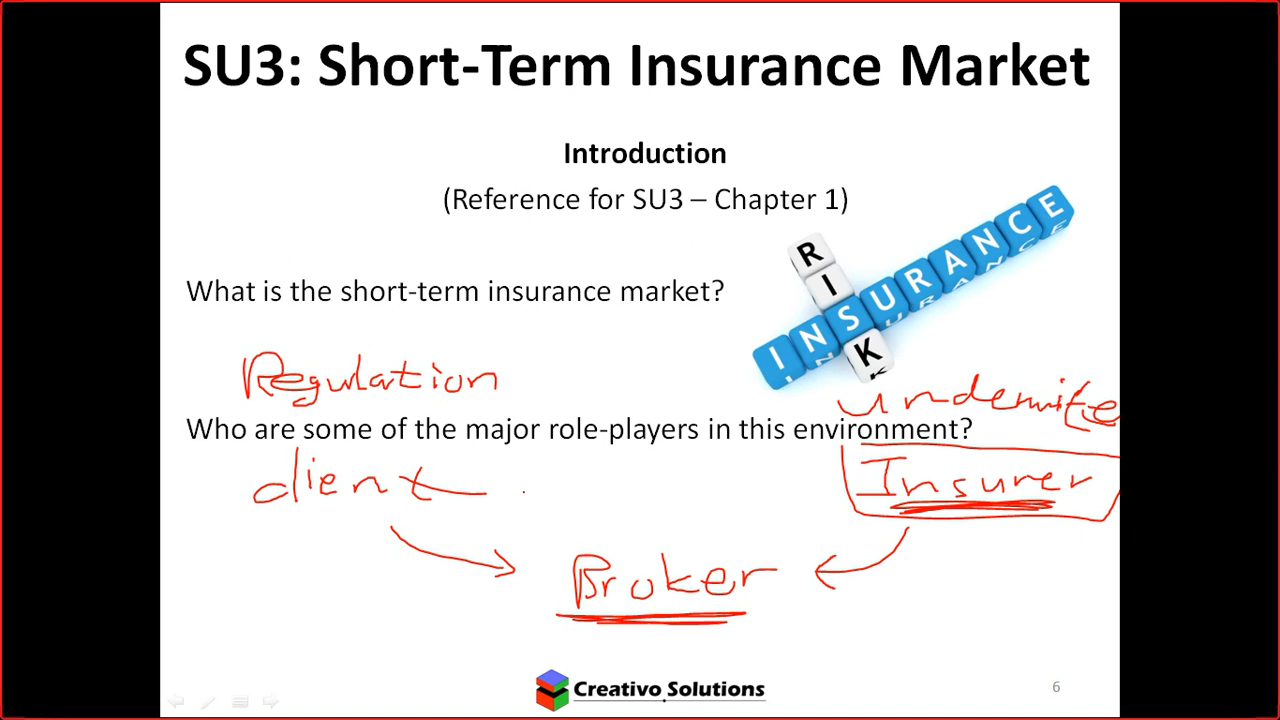 SU3: Short-Term Insurance Market
Introduction
(Reference for SU3 – Chapter 1)
RISK
INSURANCE
What is the short-term insurance market?
Regulation
Who are some of the major role-players in this environment?
client
Insurer
Broker
Creativo Solutions
6